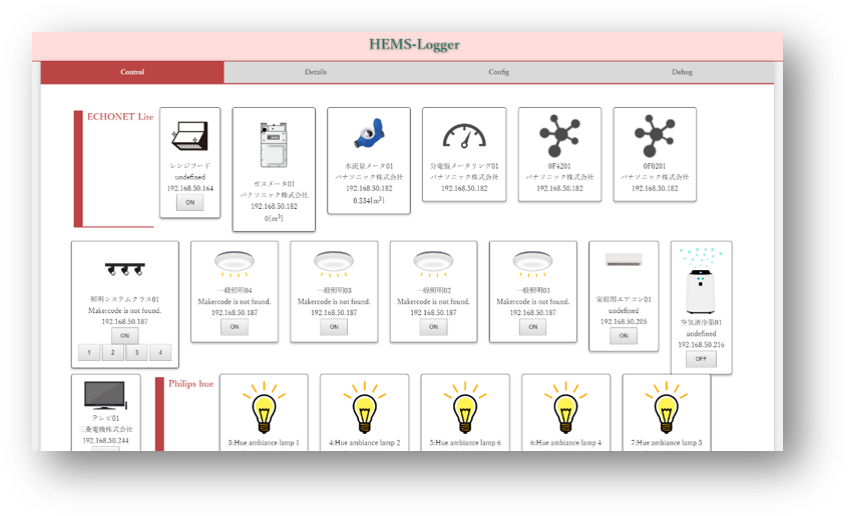 HEMS-Logger
Control
Details
Config
Debug
ECHONET Lite
レンジフード
undefined
192.168.50.164
ON
ガスメータ01
パナソニック株式会社
192.168.50.182
0[m³]
水流量メータ01
パナソニック株式会社
192.168.50.182
0.334[m³]
分電盤メータリング01
パナソニック株式会社
192.168.50.182
0F4201
パナソニック株式会社
192.168.50.182
0F0201
パナソニック株式会社
192.168.50.182
照明システムクラス01
Makercode is not found.
192.168.50.187
ON
1
2
3
4
一般照明04
Makercode is not found.
192.168.50.187
ON
一般照明03
Makercode is not found.
192.168.50.187
ON
一般照明02
Makercode is not found.
192.168.50.187
ON
一般照明01
Makercode is not found.
192.168.50.187
ON
家庭用エアコン01
undefined
192.168.50.205
ON
空気清浄器01
undefined
192.168.50.216
OFF
テレビ01
三菱電機株式会社
192.168.50.244
Philips hue
3:Hue ambiance lamp 1
4:Hue ambiance lamp 2
5:Hue ambiance lamp 6
6:Hue ambiance lamp 4
7:Hue ambiance lamp 5